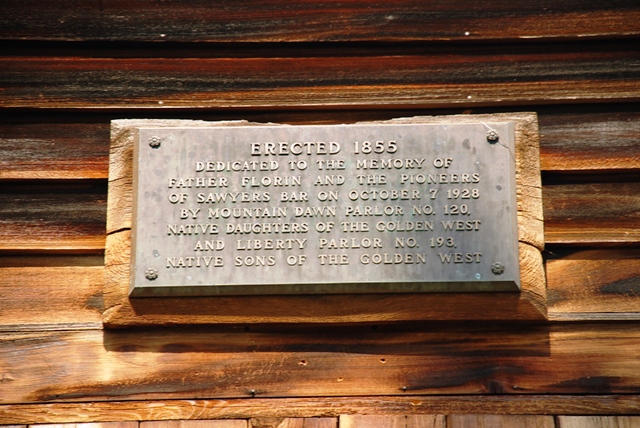 ERECTED 1855
DEDICATED TO THE MEMORY OF
FATHER FLORIN AND THE PIONEERS
OF SAWYERS BAR ON OCTOBER 7 1928
BY MOUNTAIN DAWN PARLOR NO. 120,
NATIVE DAUGHTERS OF THE GOLDEN WEST
AND LIBERTY PARLOR NO. 193,
NATIVE SONS OF THE GOLDEN WEST